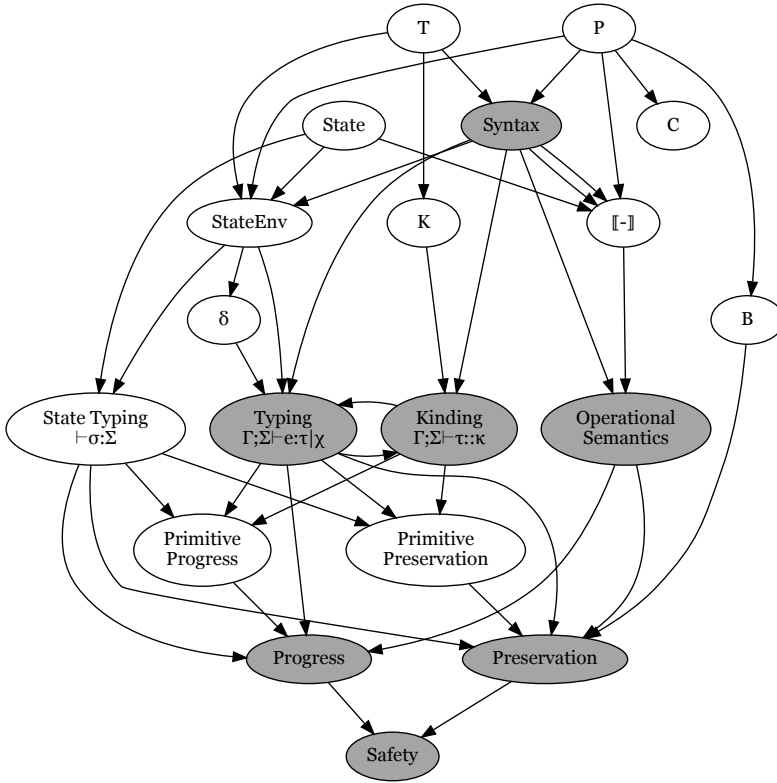 T
P
State
Syntax
C
StateEnv
K
⟦-⟧
δ
B
State Typing
⊢σ:Σ
Typing
Γ;Σ⊢e:τ|χ
Kinding
Γ;Σ⊢τ::κ
Operational
Semantics
Primitive
Progress
Primitive
Preservation
Progress
Preservation
Safety